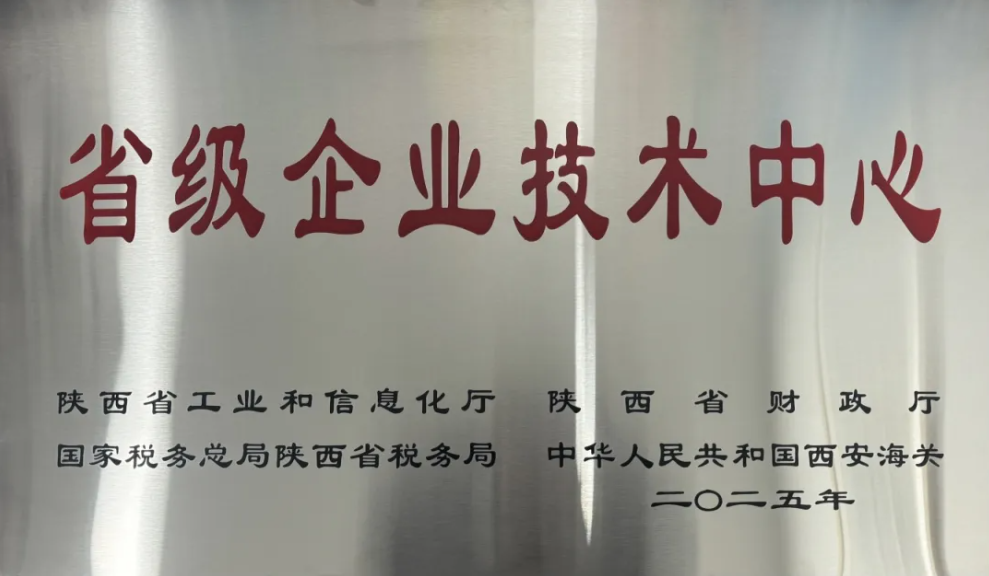 省级企业技术中心
陕西省工业和信息化厅 陕西省财政厅
国家税务总局陕西省税务局 中华人民共和国西安海关
二〇二五年